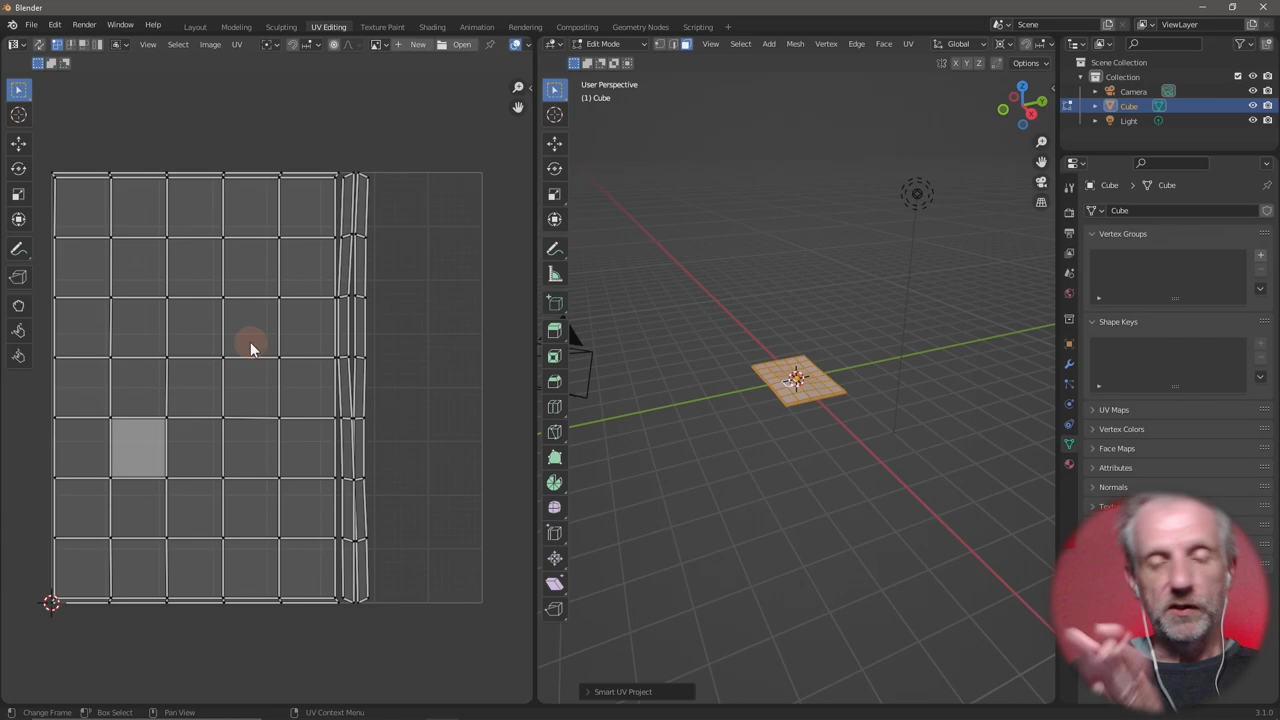 Blender
File Edit Render Window Help
Layout Modeling Sculpting UV Editing Texture Paint Shading Animation Rendering Compositing Geometry Nodes Scripting +
Scene
ViewLayer
View Select Image UV
New Open
Edit Mode
View Select Add Mesh Vertex Edge Face UV
Global
X Y Z
Options
User Perspective
(1) Cube
X
Y
Z
Scene Collection
Collection
Camera
Cube
Light
Cube > Cube
Cube
Vertex Groups
Shape Keys
UV Maps
Vertex Colors
Face Maps
Attributes
Normals
Smart UV Project
Change Frame Box Select Pan View UV Context Menu
3.1.0